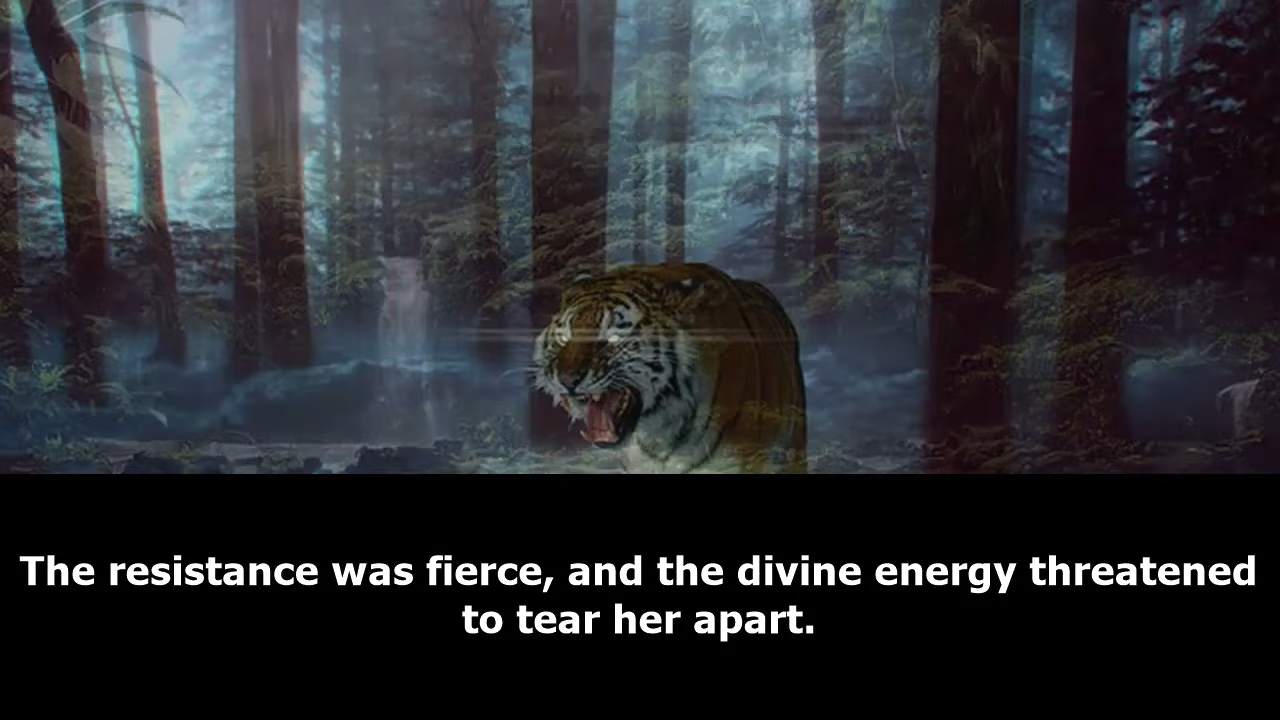 The resistance was fierce, and the divine energy threatened
to tear her apart.